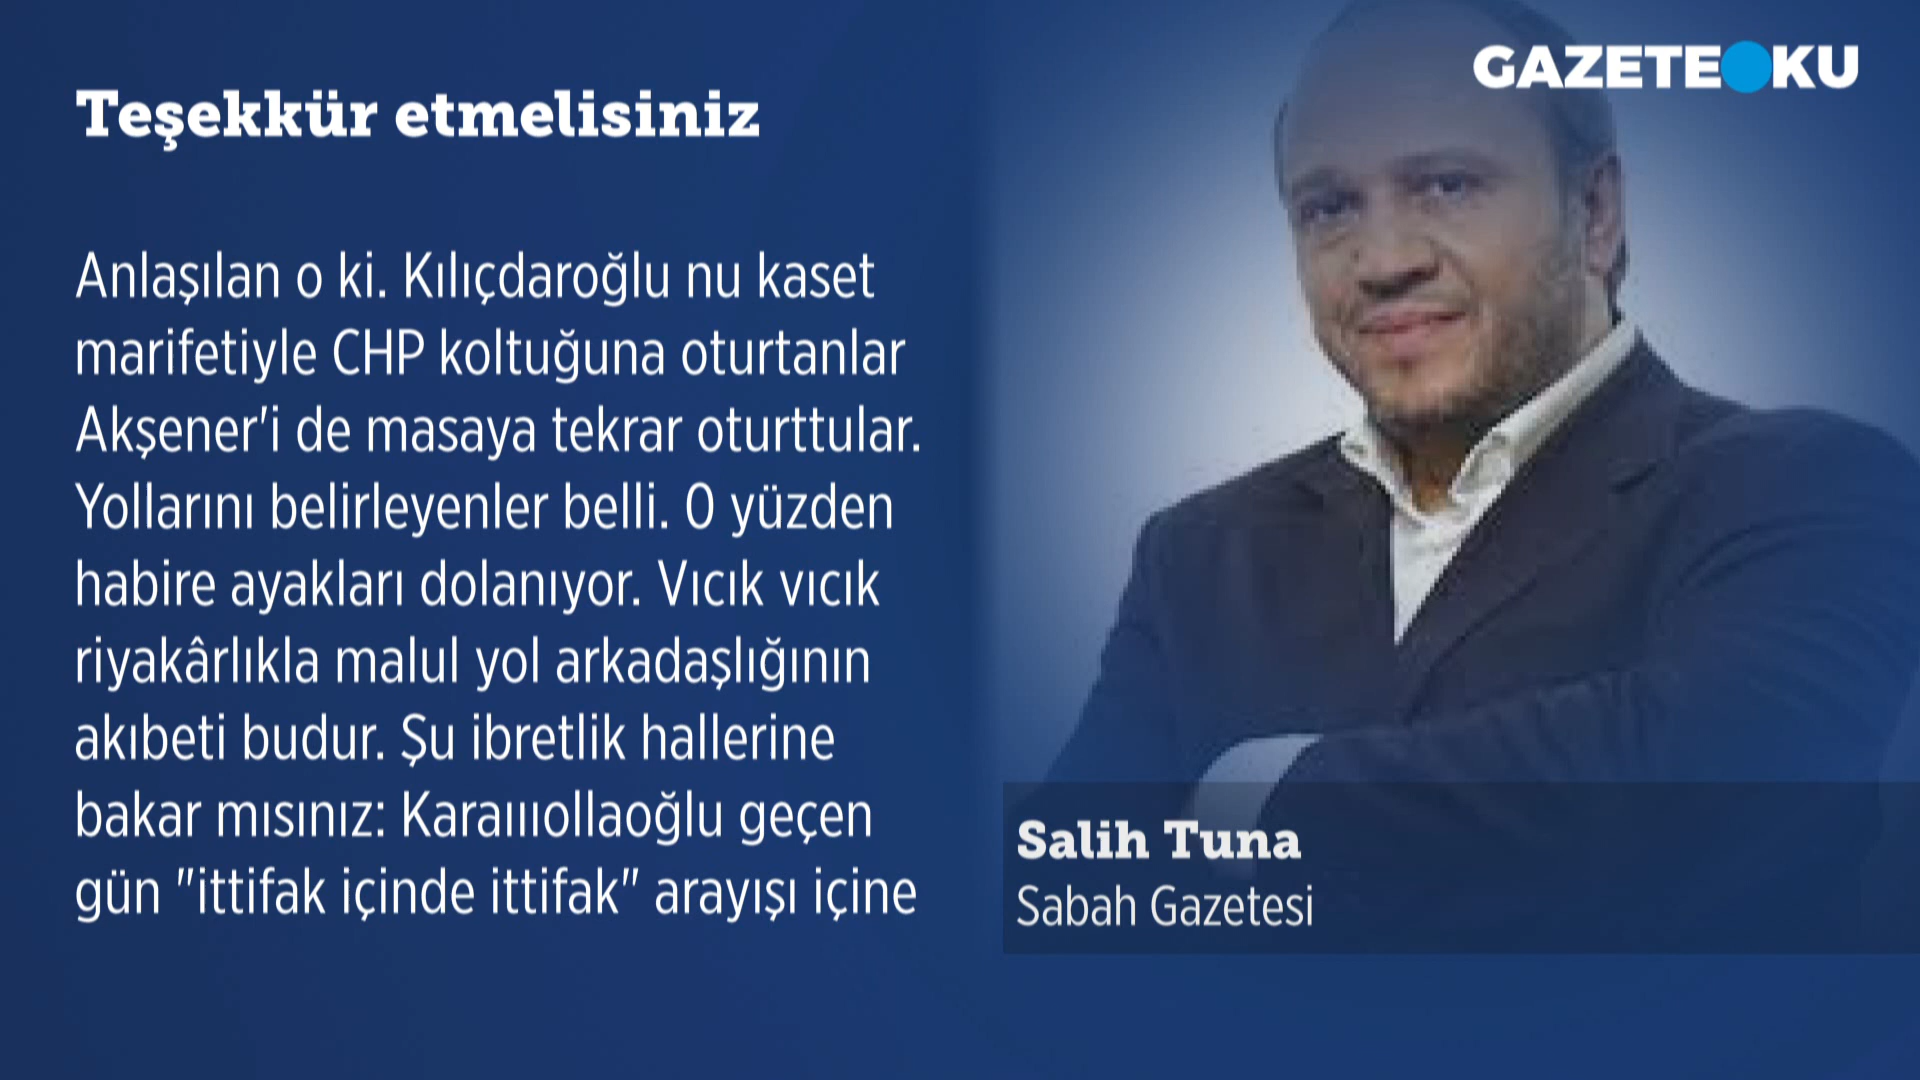 GAZETEOKU
Teşekkür etmelisiniz
Anlaşılan o ki. Kılıçdaroğlu nu kaset
marifetiyle CHP koltuğuna oturtanlar
Akşener'i de masaya tekrar oturttular.
Yollarını belirleyenler belli. O yüzden
habire ayakları dolanıyor. Vıcık vıcık
riyakârlıkla malul yol arkadaşlığının
akıbeti budur. Şu ibretlik hallerine
bakar mısınız: Karaıııollaoğlu geçen
gün "ittifak içinde ittifak" arayışı içine
Salih Tuna
Sabah Gazetesi